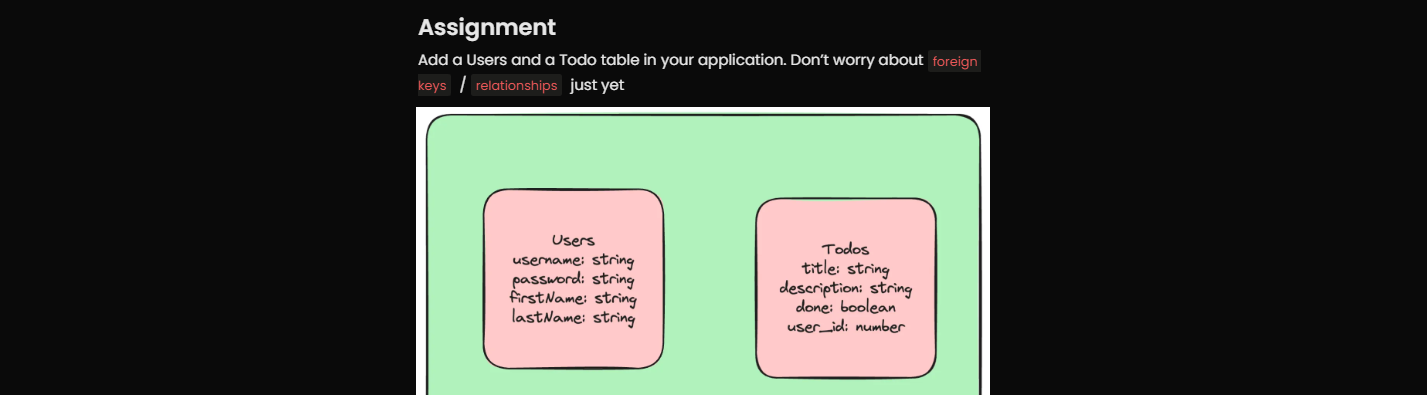 Assignment
Add a Users and a Todo table in your application. Don’t worry about foreign
keys / relationships just yet
Users
username: string
password: string
firstName: string
lastName: string
Todos
title: string
description: string
done: boolean
user_id: number